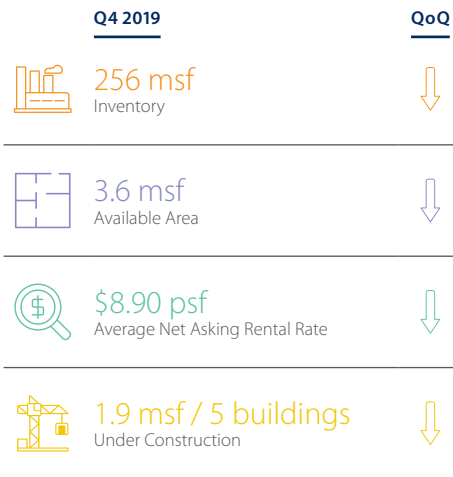 Q4 2019 QoQ
256 msf
Inventory
3.6 msf
Available Area
$
$8.90 psf
Average Net Asking Rental Rate
1.9 msf / 5 buildings
Under Construction